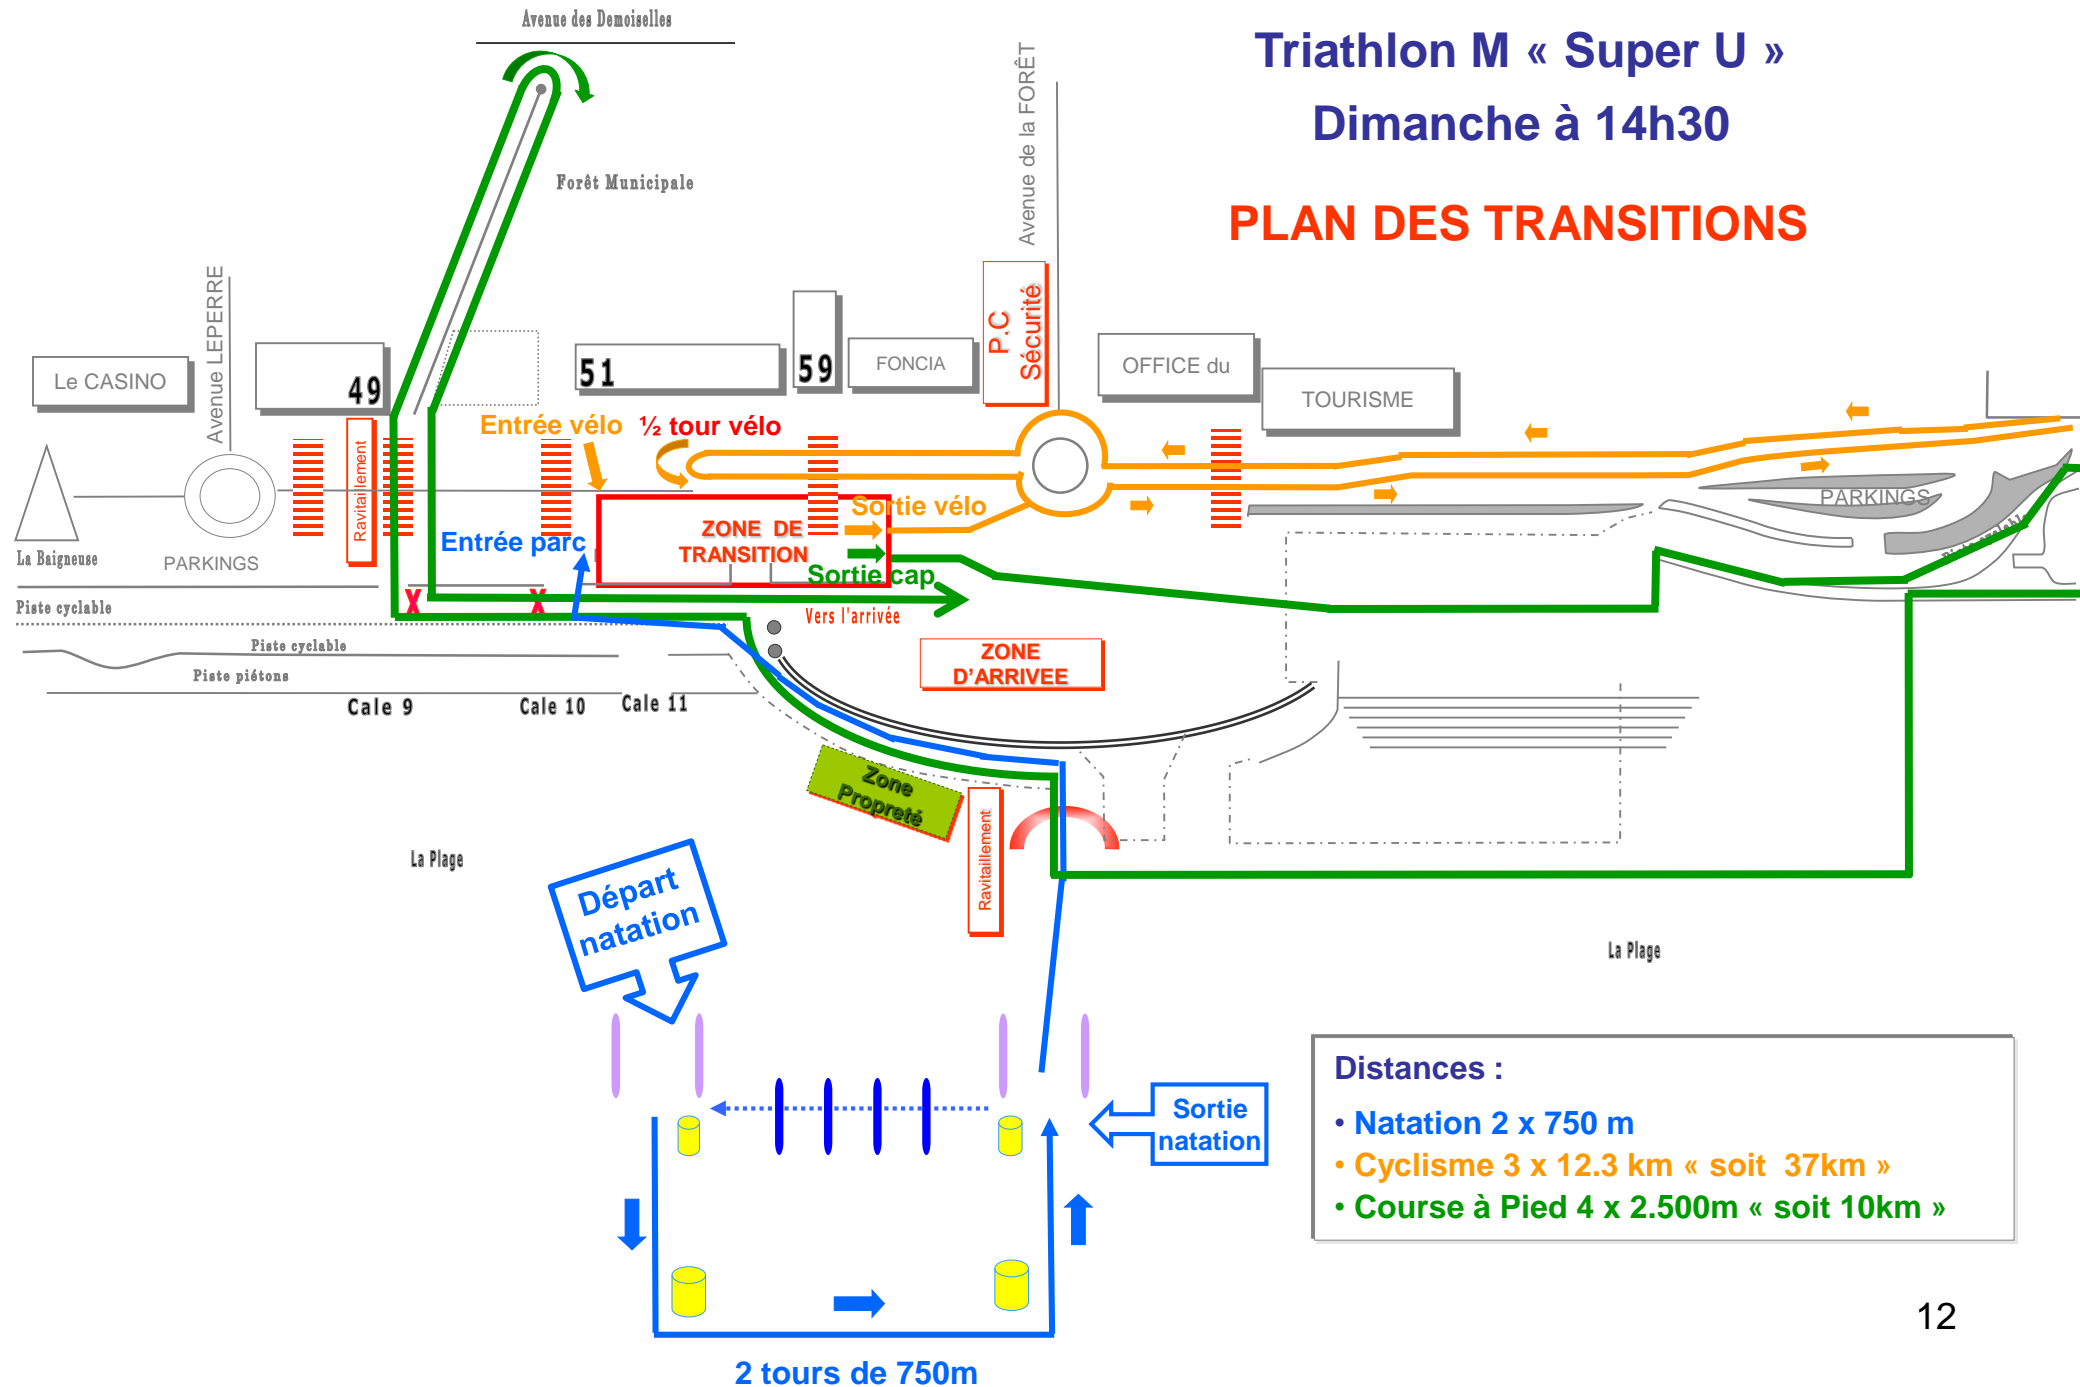 Avenue des Demoiselles
Triathlon M « Super U »
Dimanche à 14h30
PLAN DES TRANSITIONS
Avenue de la FORÊT
Forêt Municipale
Avenue LEPERRE
P.C
Sécurité
Le CASINO
49
51
59
FONCIA
OFFICE du
TOURISME
Entrée vélo
½ tour vélo
Ravitaillement
Sortie vélo
PARKINGS
ZONE DE
TRANSITION
Entrée parc
La Baigneuse
PARKINGS
Piste cyclable
Sortie cap
X
X
Vers l'arrivée
Piste cyclable
Piste cyclable
Piste piétons
ZONE
D'ARRIVEE
Cale 9
Cale 10
Cale 11
Zone
Propreté
Ravitaillement
La Plage
Départ
natation
La Plage
Sortie
natation
Distances :
• Natation 2 x 750 m
• Cyclisme 3 x 12.3 km « soit 37km »
• Course à Pied 4 x 2.500m « soit 10km »
12
2 tours de 750m